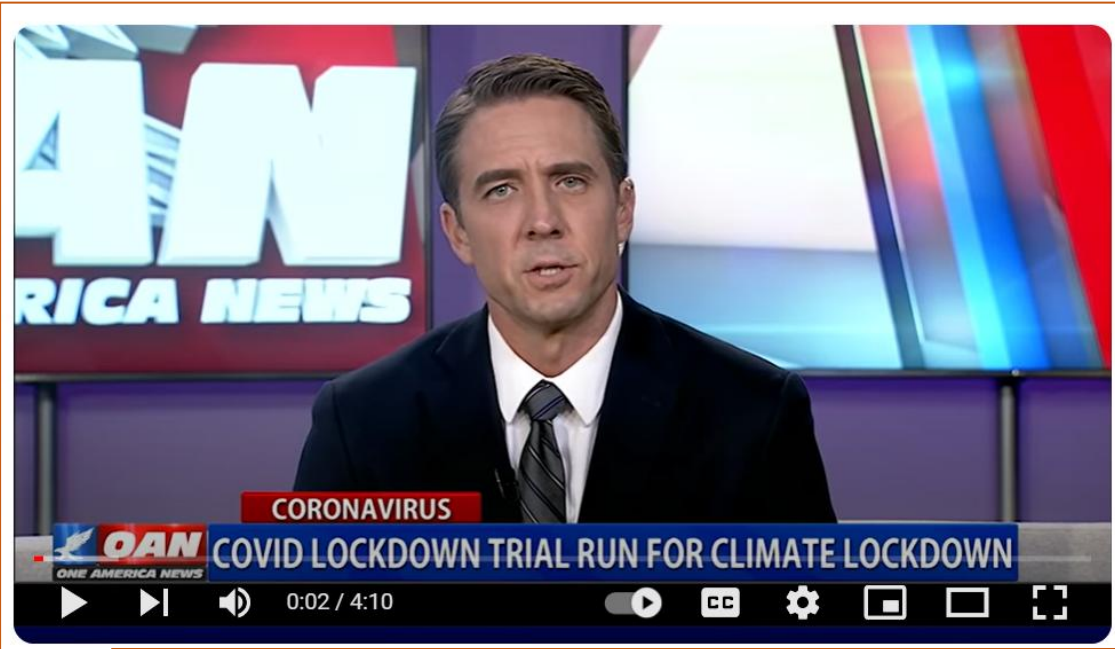 AN
RICA NEWS
CORONAVIRUS
OAN
ONE AMERICA NEWS
COVID LOCKDOWN TRIAL RUN FOR CLIMATE LOCKDOWN
0:02 / 4:10
CC